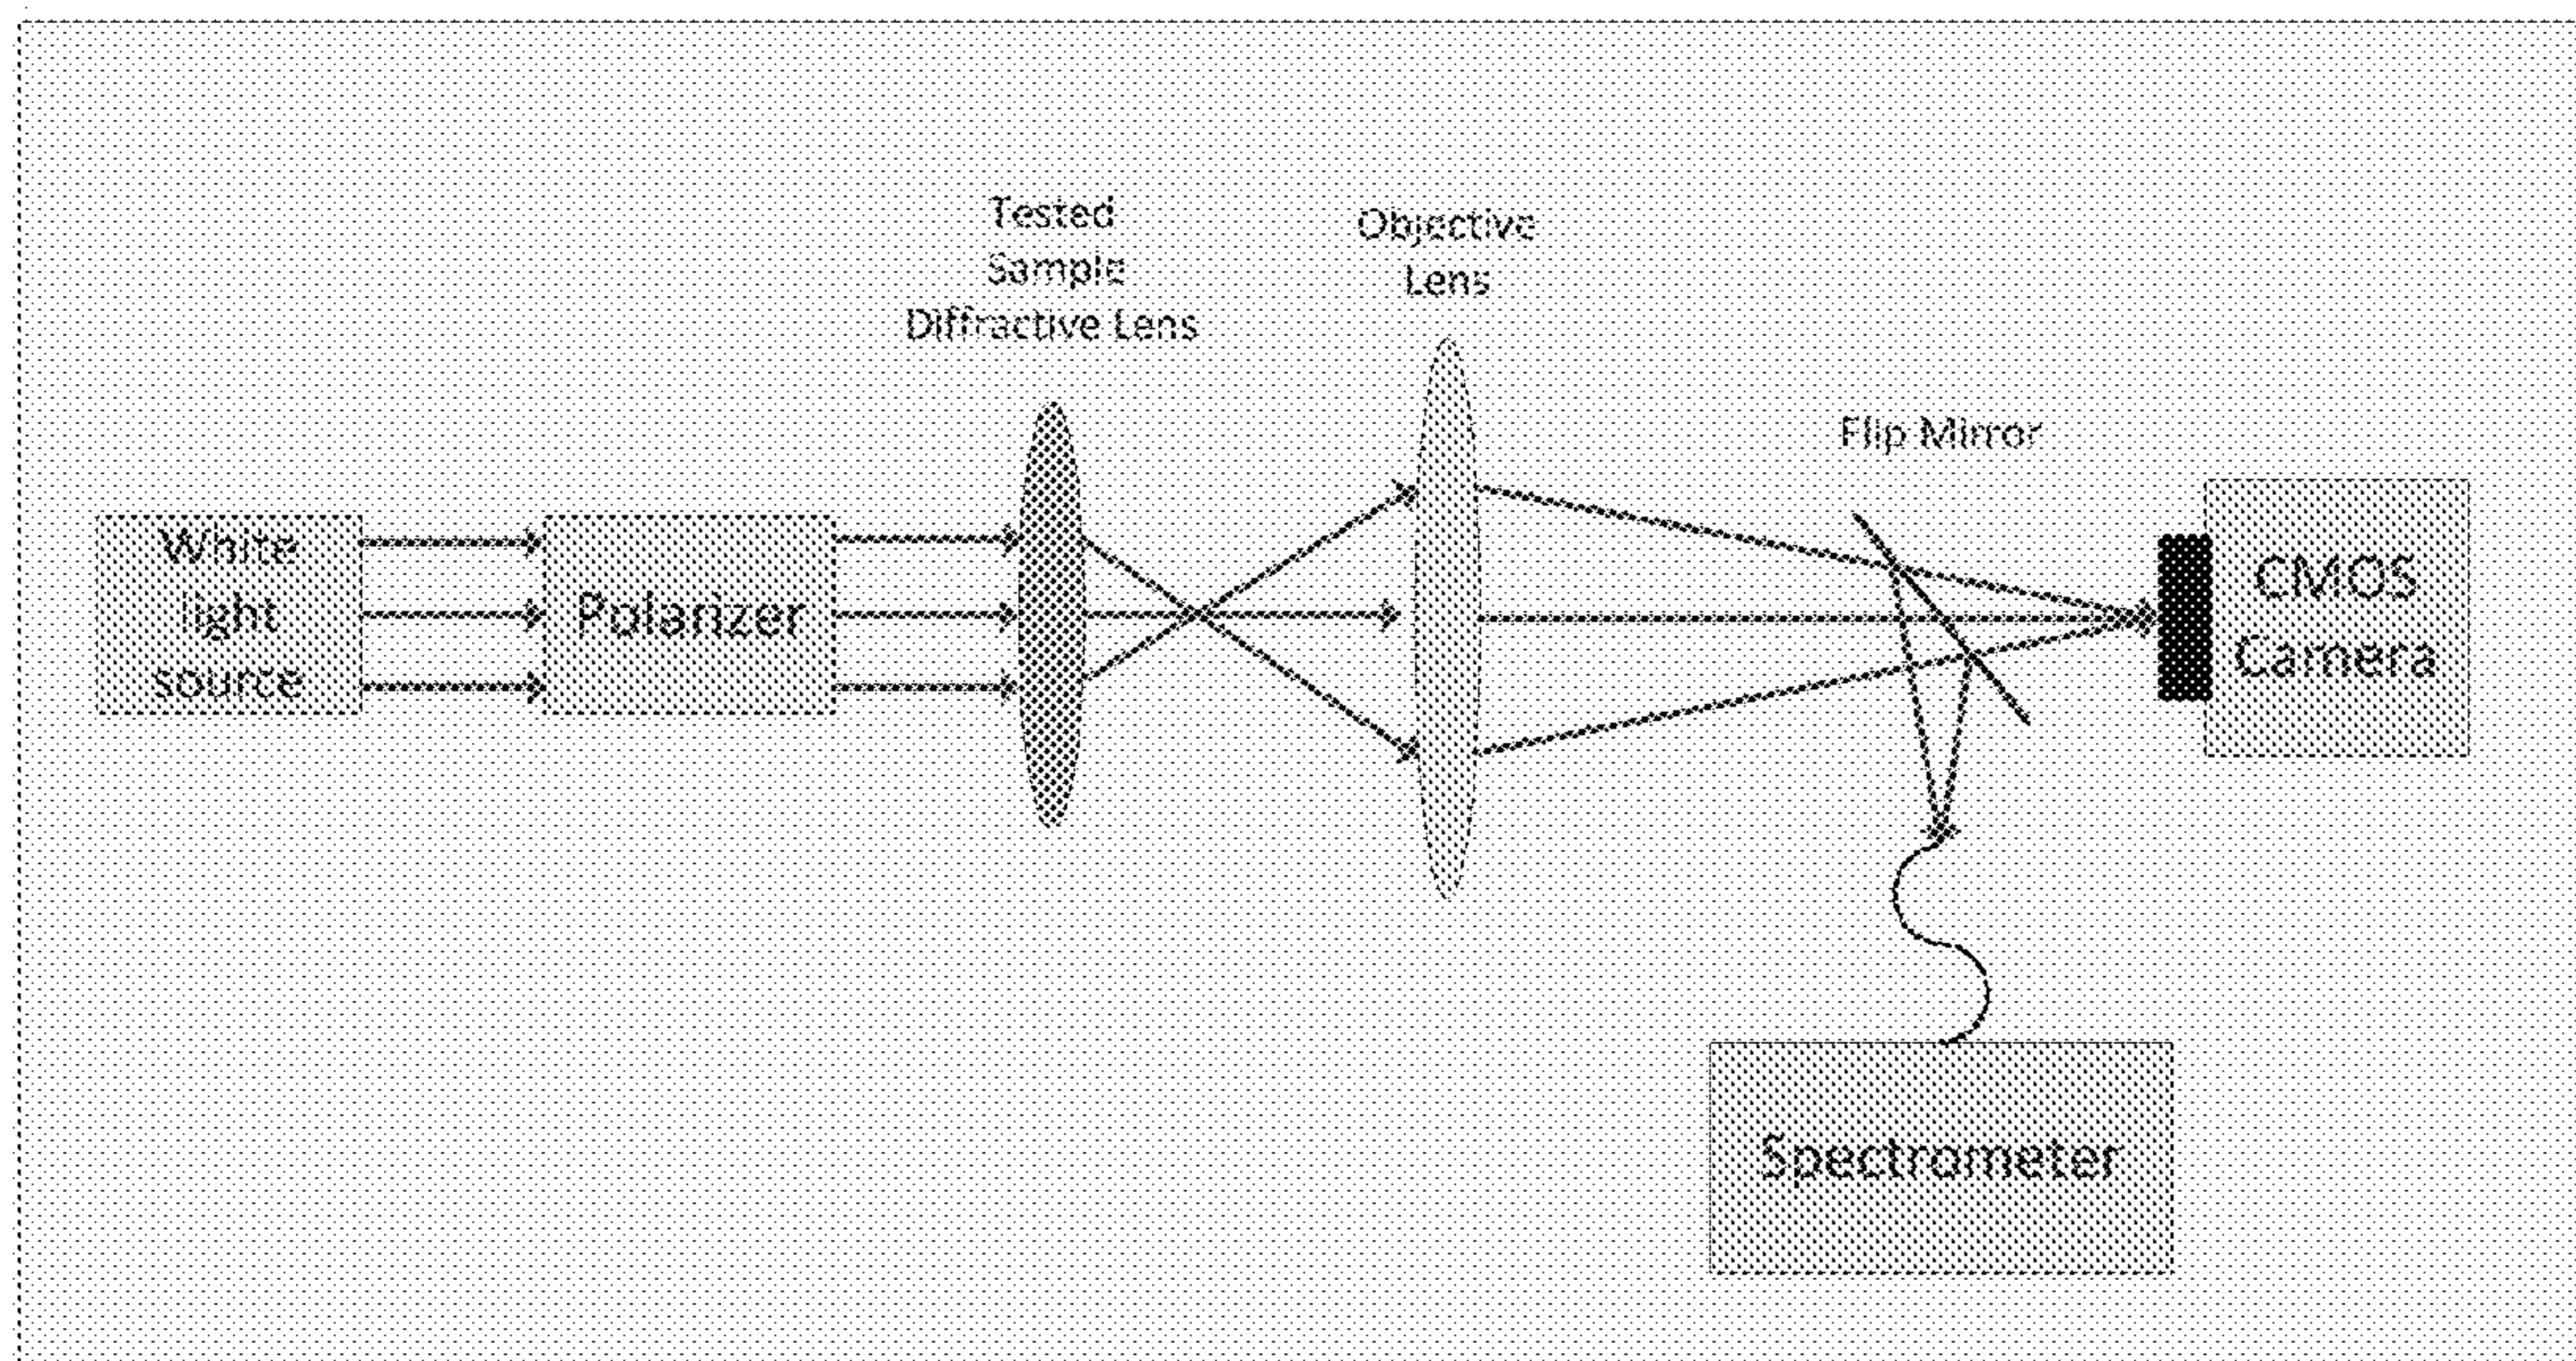 Tested
Sample
Diffractive Lens
Objective
Lens
Flip Mirror
White
light
source
Polarizer
CMOS
Camera
Spectrometer